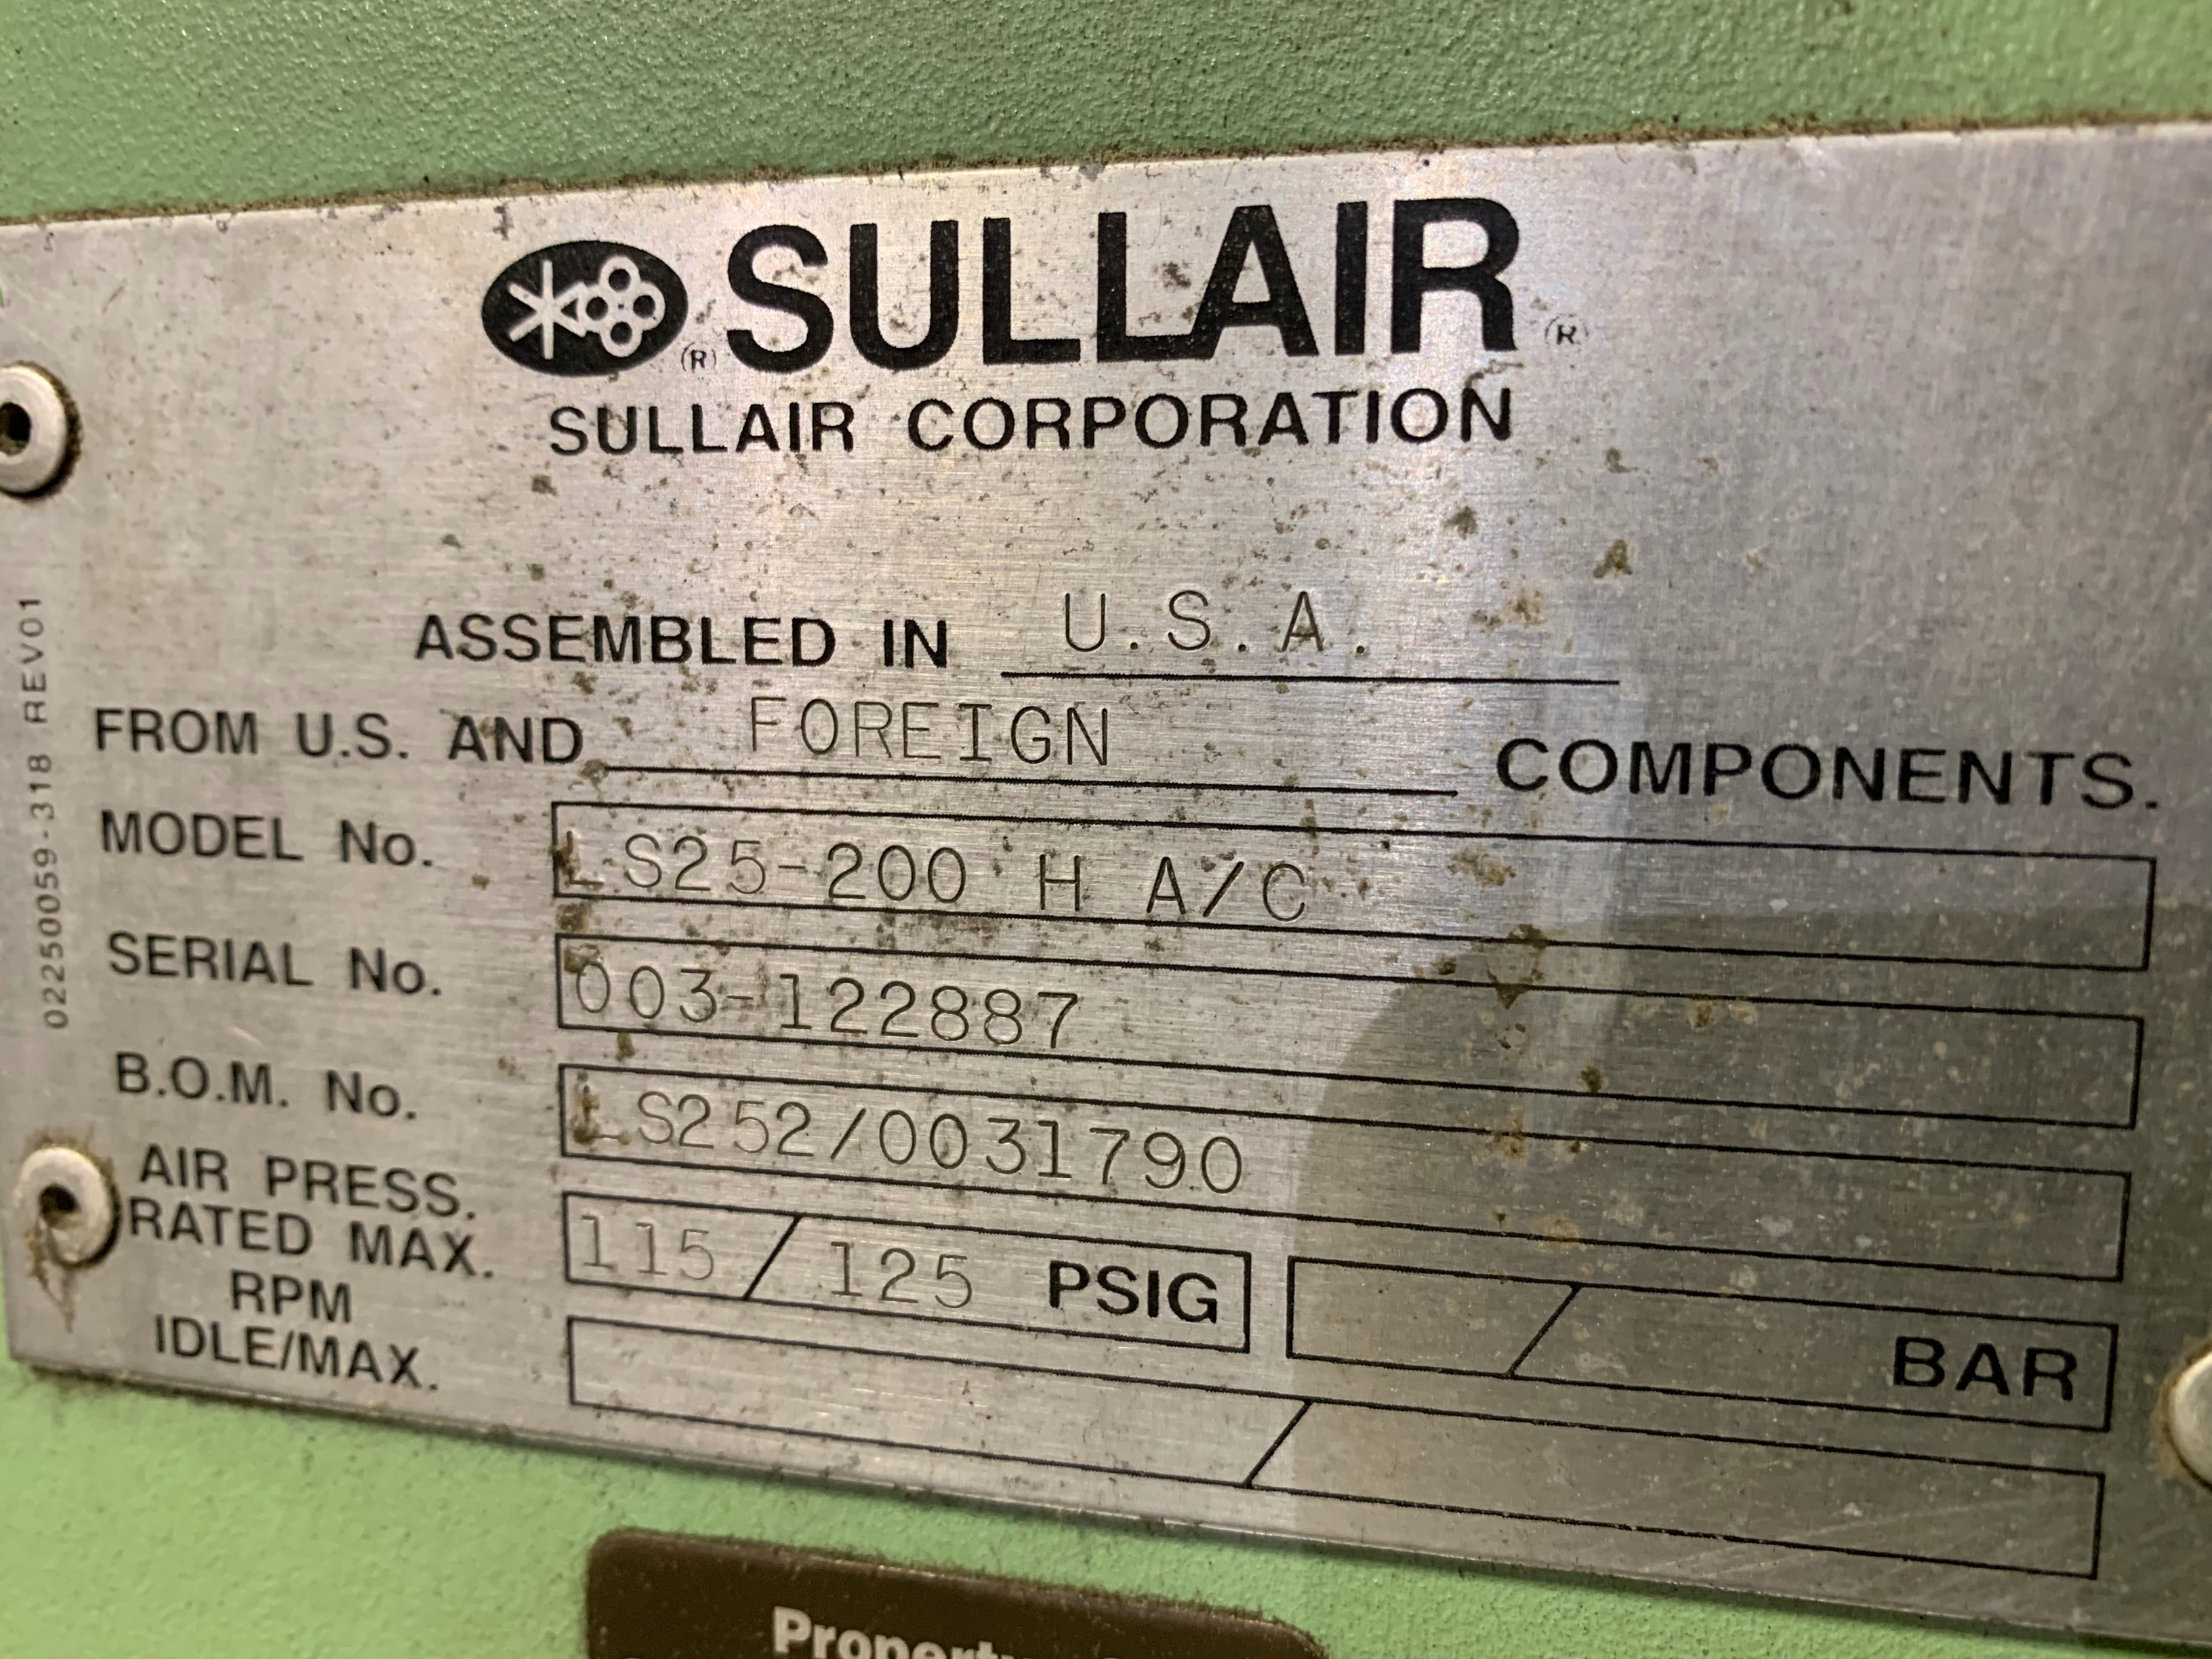 (R) SULLAIR (R)
SULLAIR CORPORATION
ASSEMBLED IN U.S.A.
FROM U.S. AND FOREIGN COMPONENTS.
MODEL No. LS25-200 H A/C
SERIAL No. 003-122887
B.O.M. No. LS252/0031790
AIR PRESS.
RATED MAX. 115 / 125 PSIG / BAR
RPM
IDLE/MAX. /
02250059-318 REV01
Property